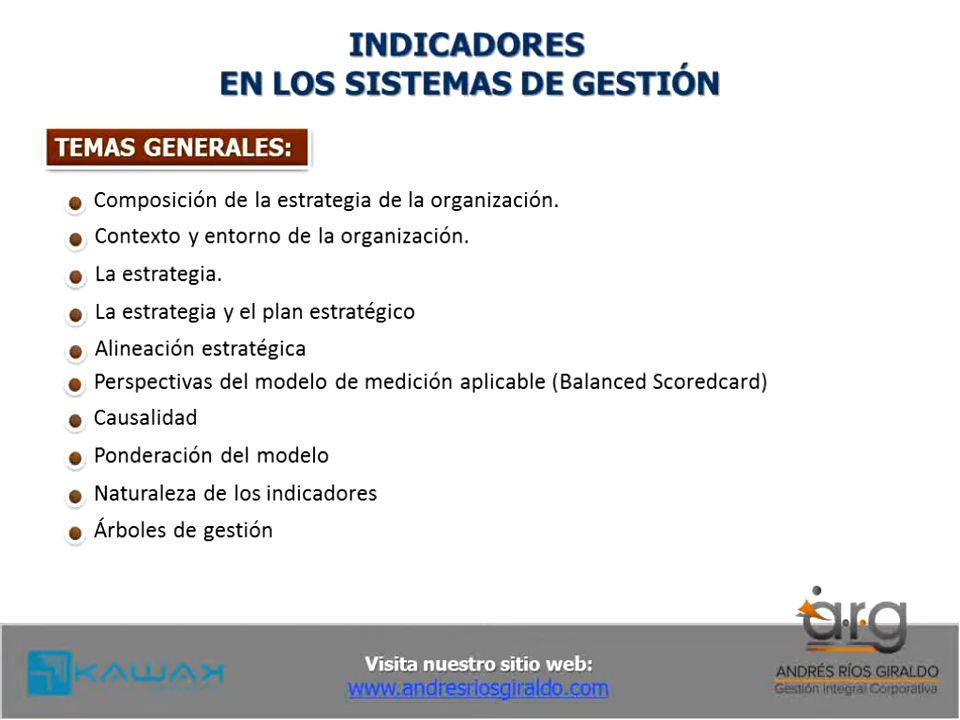 INDICADORES
EN LOS SISTEMAS DE GESTIÓN
TEMAS GENERALES:
Composición de la estrategia de la organización.
Contexto y entorno de la organización.
La estrategia.
La estrategia y el plan estratégico
Alineación estratégica
Perspectivas del modelo de medición aplicable (Balanced Scoredcard)
Causalidad
Ponderación del modelo
Naturaleza de los indicadores
Árboles de gestión
KAWAK
Visita nuestro sitio web:
www.andresriosgiraldo.com
a.r.g
ANDRÉS RÍOS GIRALDO
Gestión Integral Corporativa